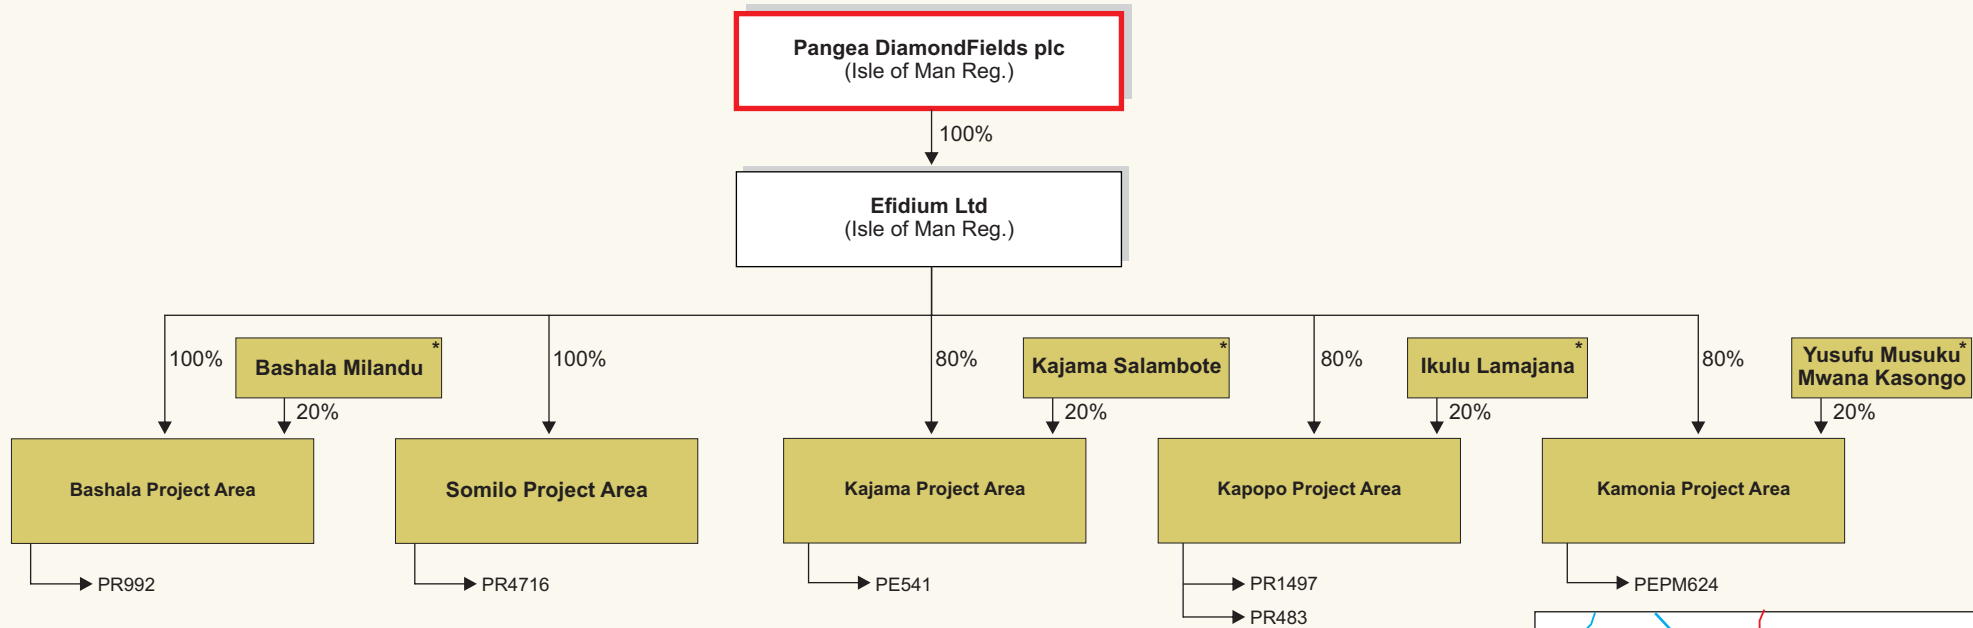 Pangea DiamondFields plc
(Isle of Man Reg.)
100%
Efidium Ltd
(Isle of Man Reg.)
100%
Bashala Milandu *
20%
100%
80%
Kajama Salambote *
20%
80%
Ikulu Lamajana *
20%
80%
Yusufu Musuku *
Mwana Kasongo
20%
Bashala Project Area
Somilo Project Area
Kajama Project Area
Kapopo Project Area
Kamonia Project Area
PR992
PR4716
PE541
PR1497
PR483
PEPM624